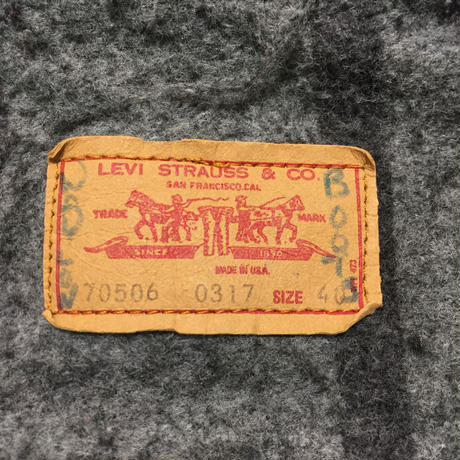 LEVI STRAUSS & CO.
SAN FRANCISCO, CAL
TRADE MARK
SINCE 1850
MADE IN U.S.A.
70506 0317 SIZE 40